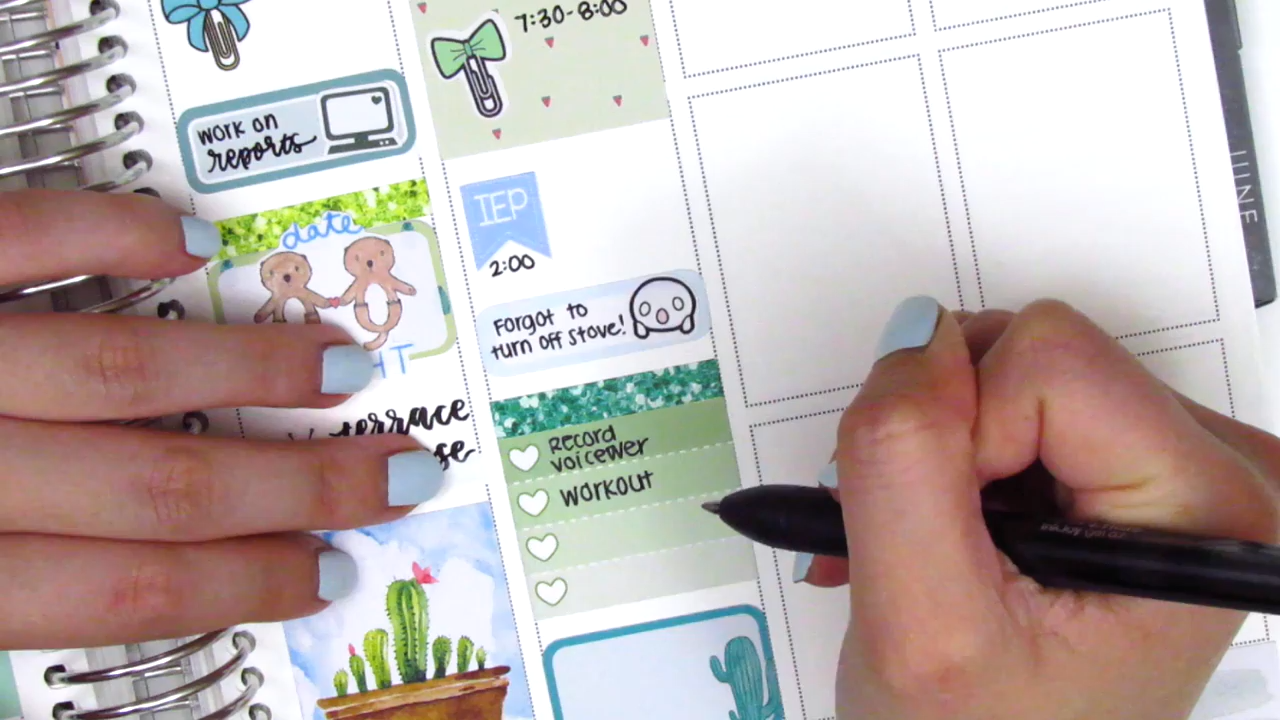 work on
reports
date
HT
terrace
7:30-8:00
IEP
2:00
Forgot to
turn off stove!
Record
voiceover
workout
JUNE